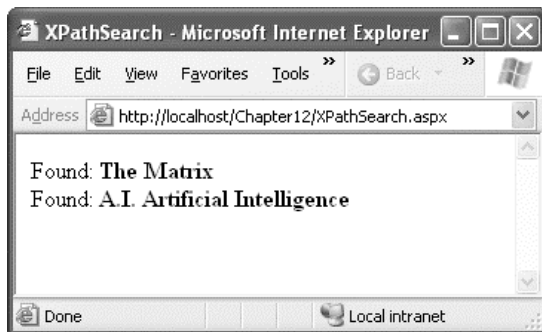 XPathSearch - Microsoft Internet Explorer
File Edit View Favorites Tools » Back »
Address http://localhost/Chapter12/XPathSearch.aspx
Found: The Matrix
Found: A.I. Artificial Intelligence
Done Local intranet